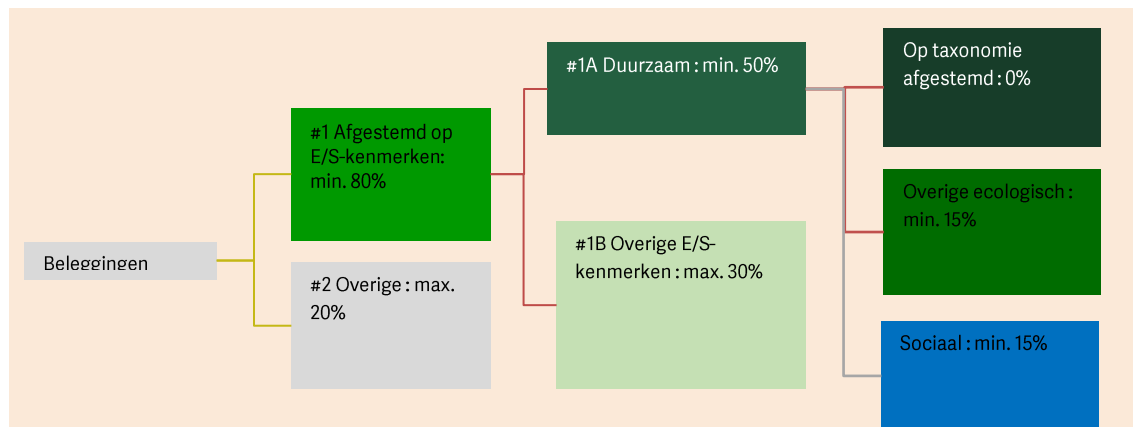 Beleggingen
#1 Afgestemd op
E/S-kenmerken:
min. 80%
#2 Overige : max.
20%
#1A Duurzaam : min. 50%
#1B Overige E/S-
kenmerken : max. 30%
Op taxonomie
afgestemd : 0%
Overige ecologisch :
min. 15%
Sociaal : min. 15%